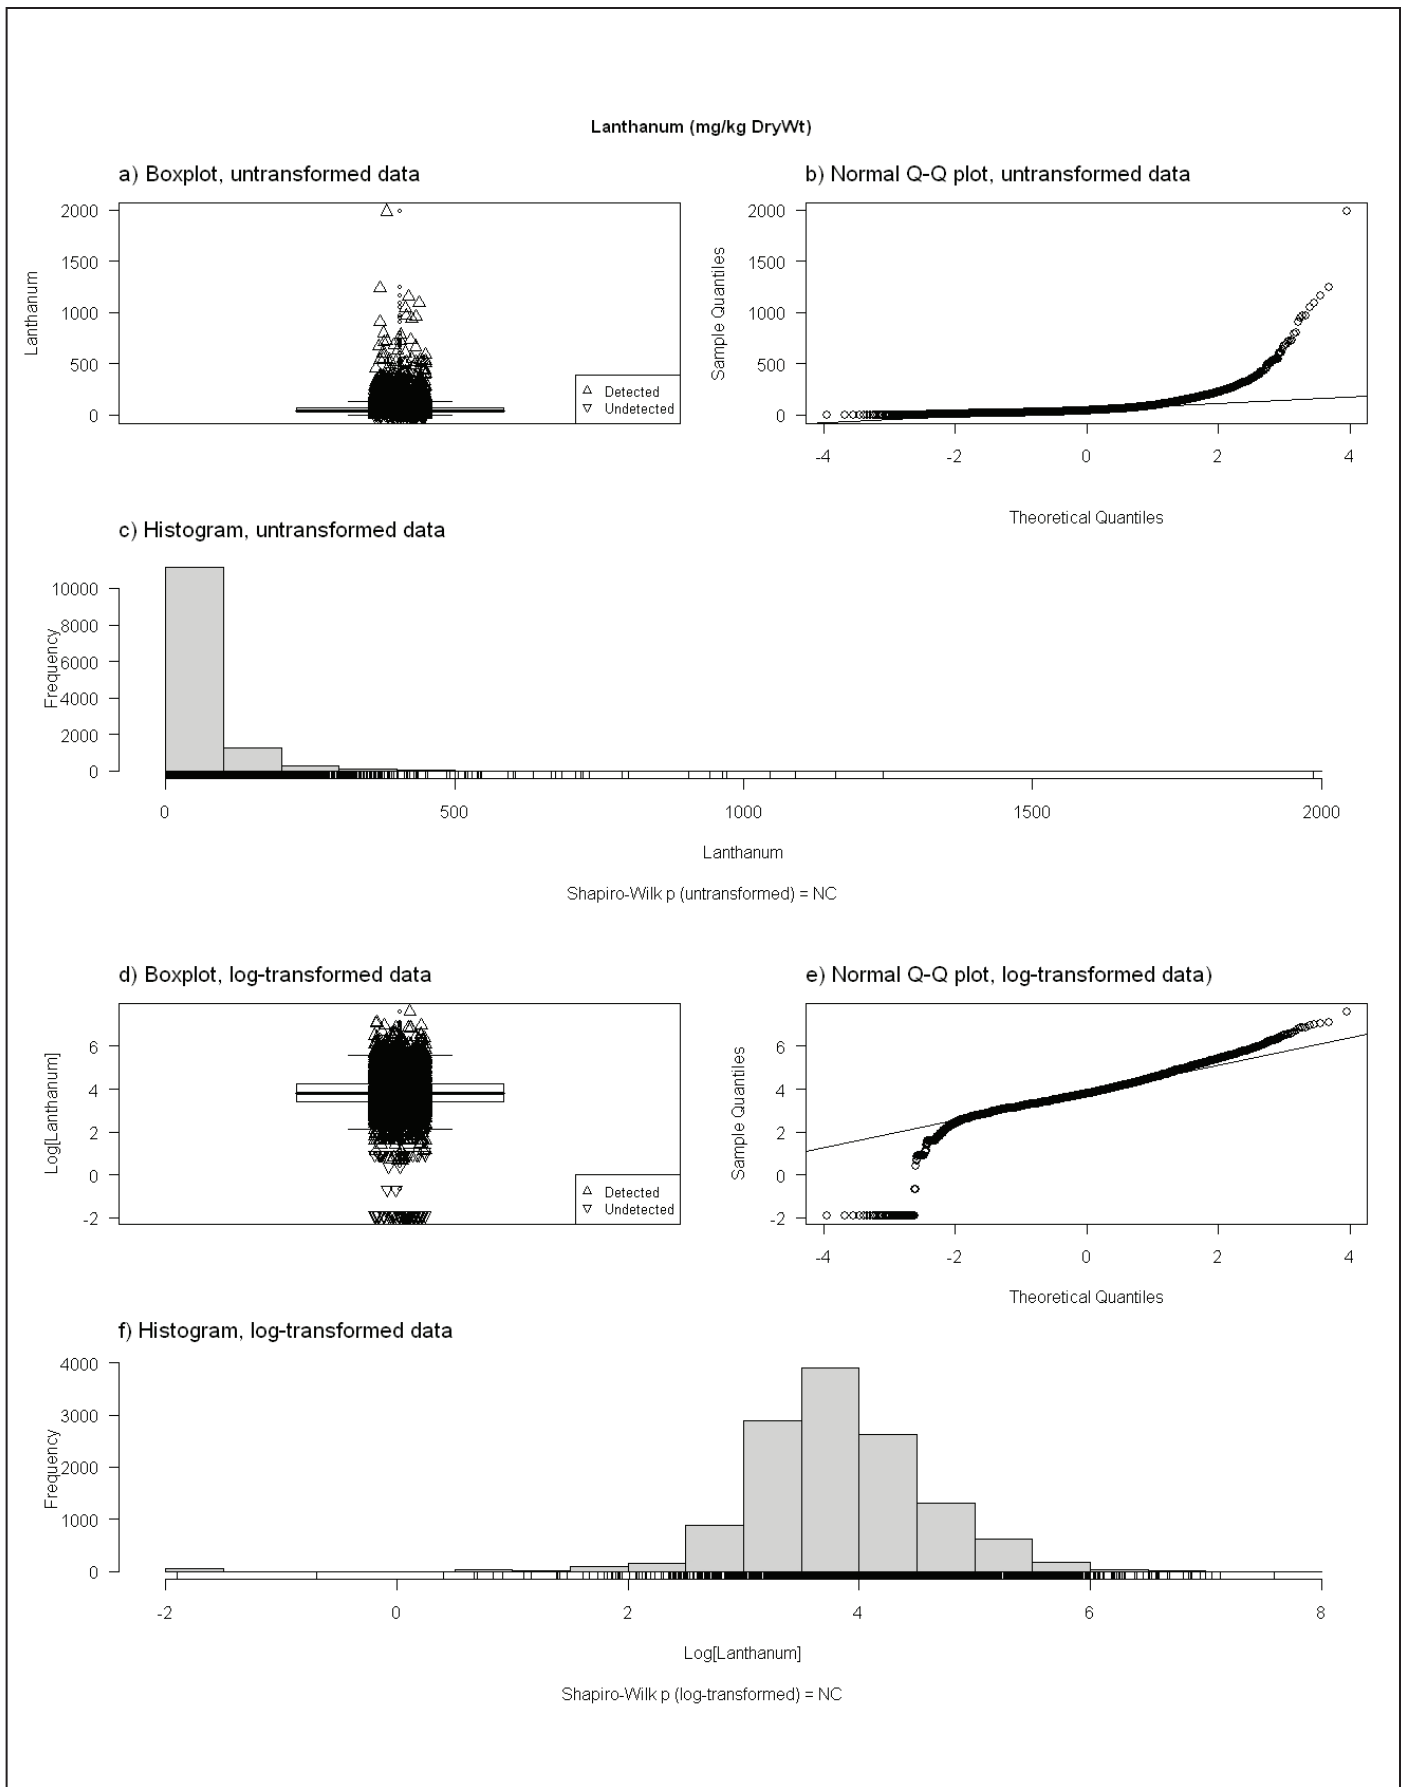 Lanthanum (mg/kg DryWt)
a) Boxplot, untransformed data
Lanthanum
2000
1500
1000
500
0
Detected
Undetected
b) Normal Q-Q plot, untransformed data
Sample Quantiles
2000
1500
1000
500
0
-4 -2 0 2 4
Theoretical Quantiles
c) Histogram, untransformed data
Frequency
10000
8000
6000
4000
2000
0
0 500 1000 1500 2000
Lanthanum
Shapiro-Wilk p (untransformed) = NC
d) Boxplot, log-transformed data
Log[Lanthanum]
6
4
2
0
-2
Detected
Undetected
e) Normal Q-Q plot, log-transformed data)
Sample Quantiles
6
4
2
0
-2
-4 -2 0 2 4
Theoretical Quantiles
f) Histogram, log-transformed data
Frequency
4000
3000
2000
1000
0
-2 0 2 4 6 8
Log[Lanthanum]
Shapiro-Wilk p (log-transformed) = NC